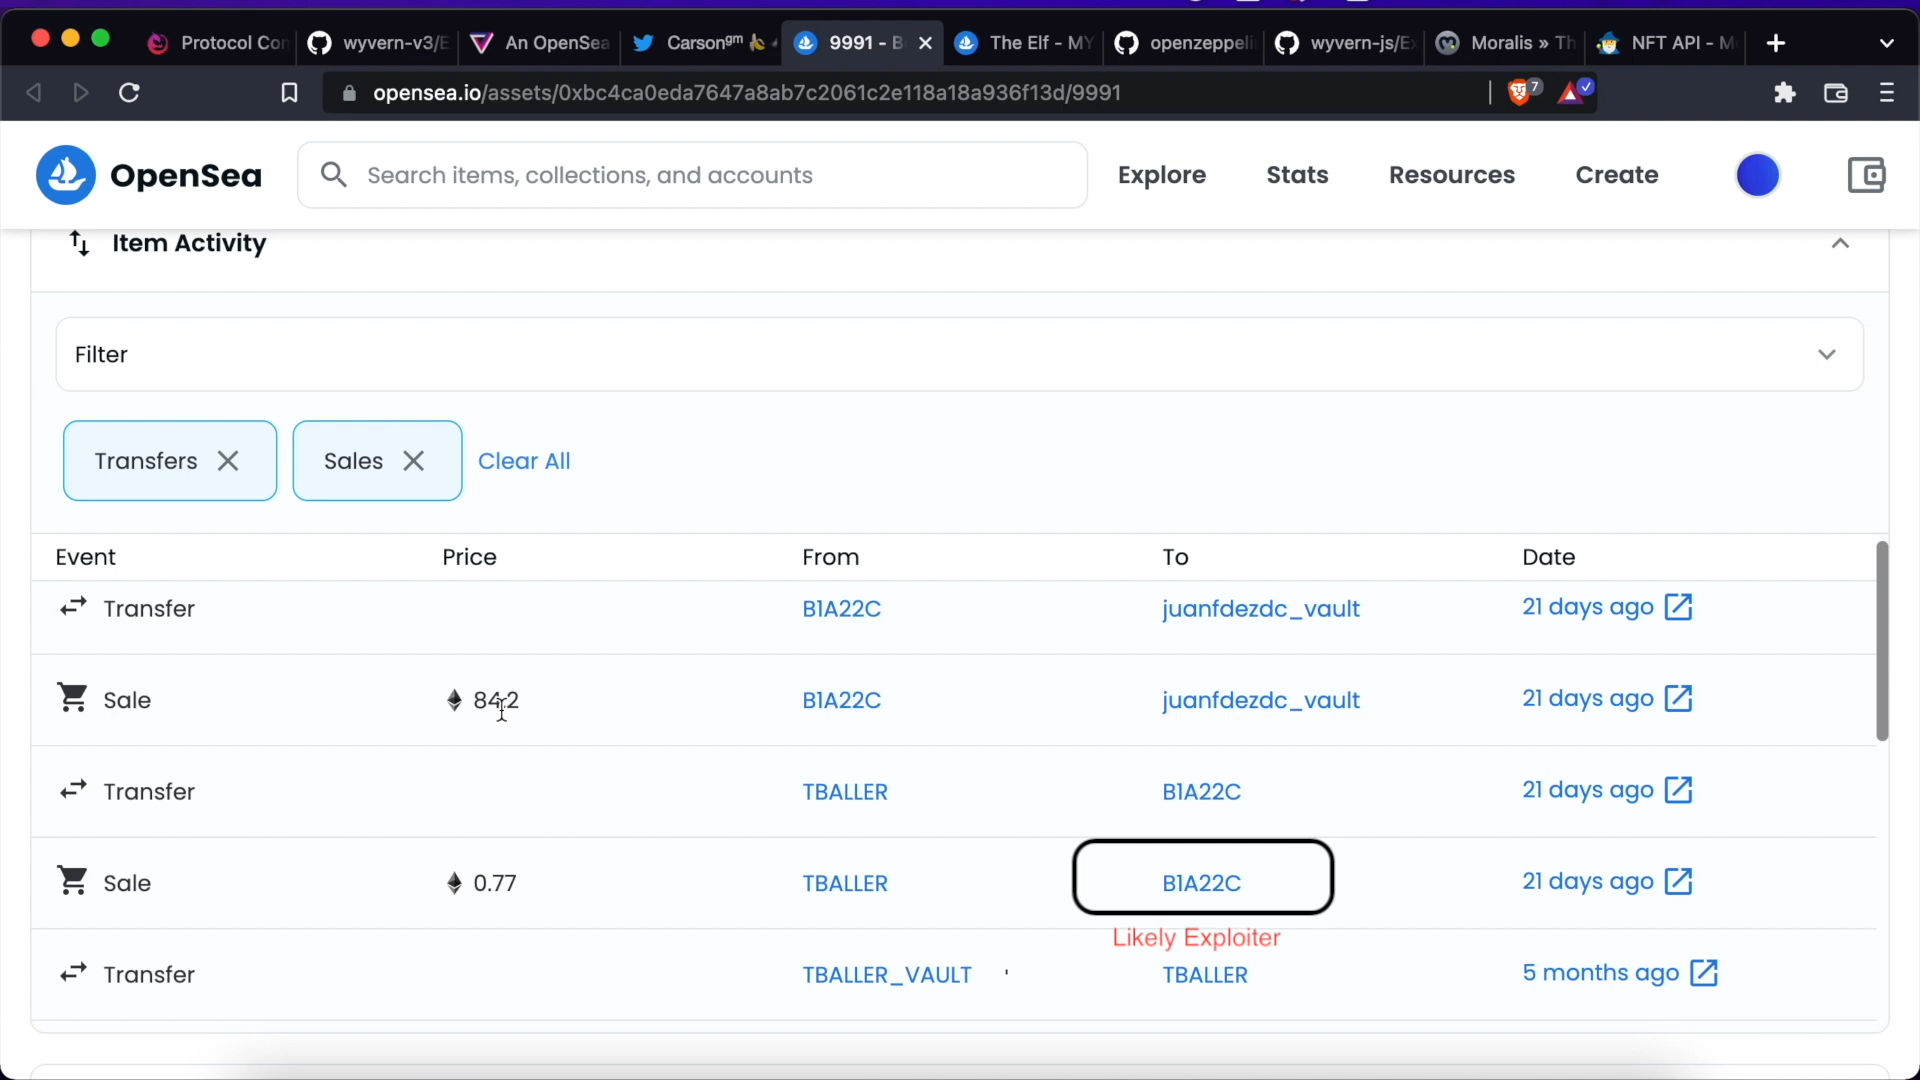 Protocol Con
wyvern-v3/E
An OpenSea
Carsonᵍᵐ
9991 - B
The Elf - MY
openzeppeli
wyvern-js/Ex
Moralis » Th
NFT API - M
opensea.io/assets/0xbc4ca0eda7647a8ab7c2061c2e118a18a936f13d/9991
7
OpenSea
Search items, collections, and accounts
Explore
Stats
Resources
Create
Item Activity
Filter
Transfers
Sales
Clear All
Event Price From To Date
Transfer B1A22C juanfdezdc_vault 21 days ago
Sale 84.2 B1A22C juanfdezdc_vault 21 days ago
Transfer TBALLER B1A22C 21 days ago
Sale 0.77 TBALLER B1A22C 21 days ago
Likely Exploiter
Transfer TBALLER_VAULT ' TBALLER 5 months ago